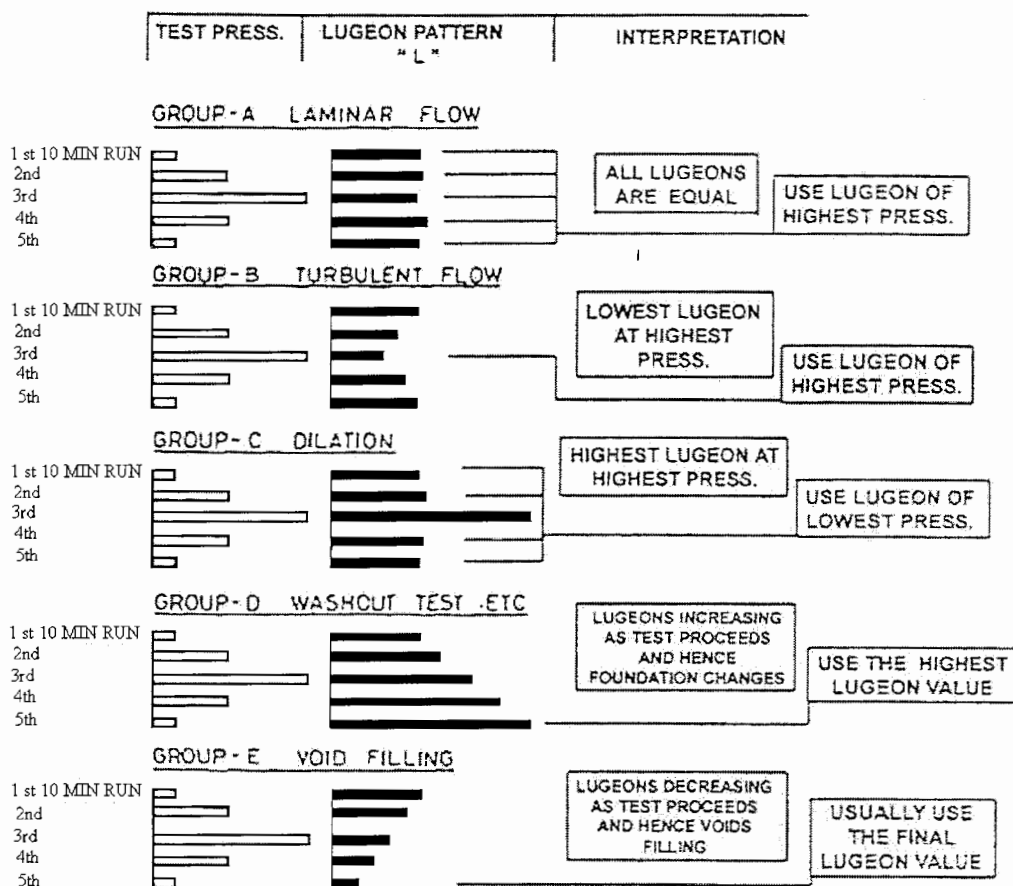 TEST PRESS.
LUGEON PATTERN
"L"
INTERPRETATION
GROUP-A LAMINAR FLOW
1 st 10 MIN RUN
2nd
3rd
4th
5th
ALL LUGEONS
ARE EQUAL
USE LUGEON OF
HIGHEST PRESS.
GROUP-B TURBULENT FLOW
1 st 10 MIN RUN
2nd
3rd
4th
5th
LOWEST LUGEON
AT HIGHEST
PRESS.
USE LUGEON OF
HIGHEST PRESS.
GROUP-C DILATION
1 st 10 MIN RUN
2nd
3rd
4th
5th
HIGHEST LUGEON AT
HIGHEST PRESS.
USE LUGEON OF
LOWEST PRESS.
GROUP-D WASHOUT TEST .ETC
1 st 10 MIN RUN
2nd
3rd
4th
5th
LUGEONS INCREASING
AS TEST PROCEEDS
AND HENCE
FOUNDATION CHANGES
USE THE HIGHEST
LUGEON VALUE
GROUP-E VOID FILLING
1 st 10 MIN RUN
2nd
3rd
4th
5th
LUGEONS DECREASING
AS TEST PROCEEDS
AND HENCE VOIDS
FILLING
USUALLY USE
THE FINAL
LUGEON VALUE